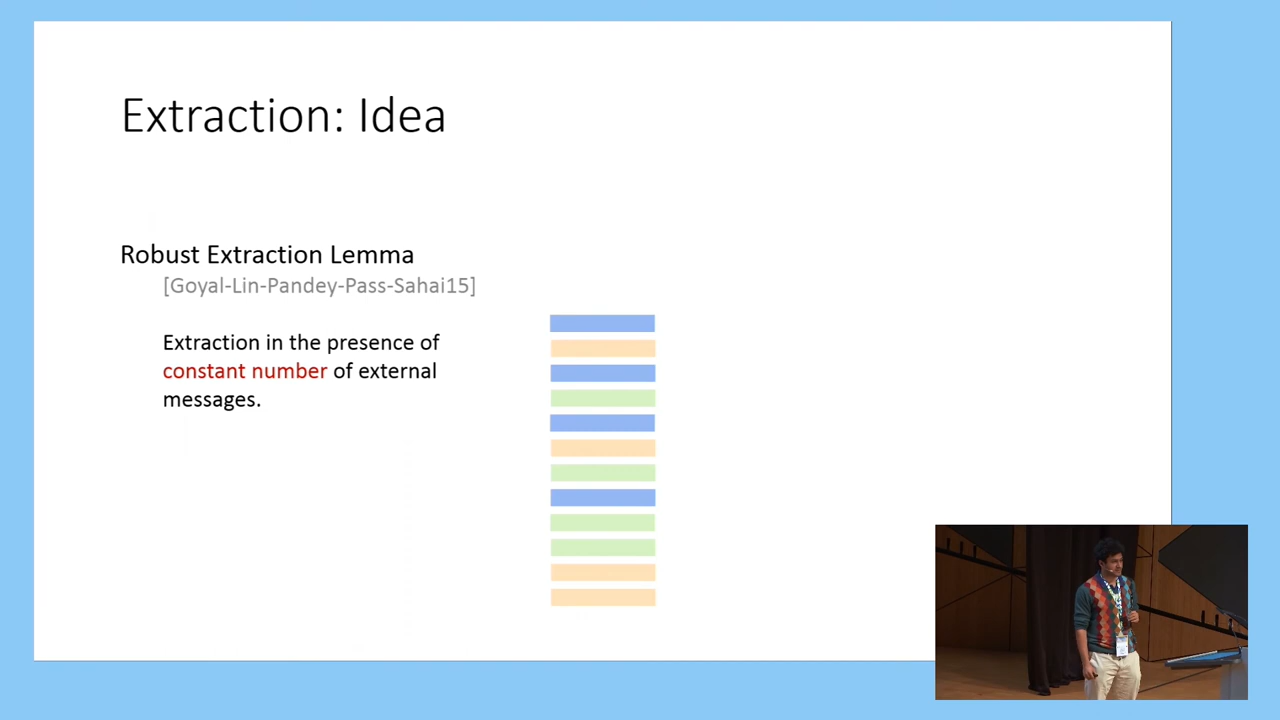 Extraction: Idea
Robust Extraction Lemma
[Goyal-Lin-Pandey-Pass-Sahai15]
Extraction in the presence of
constant number of external
messages.